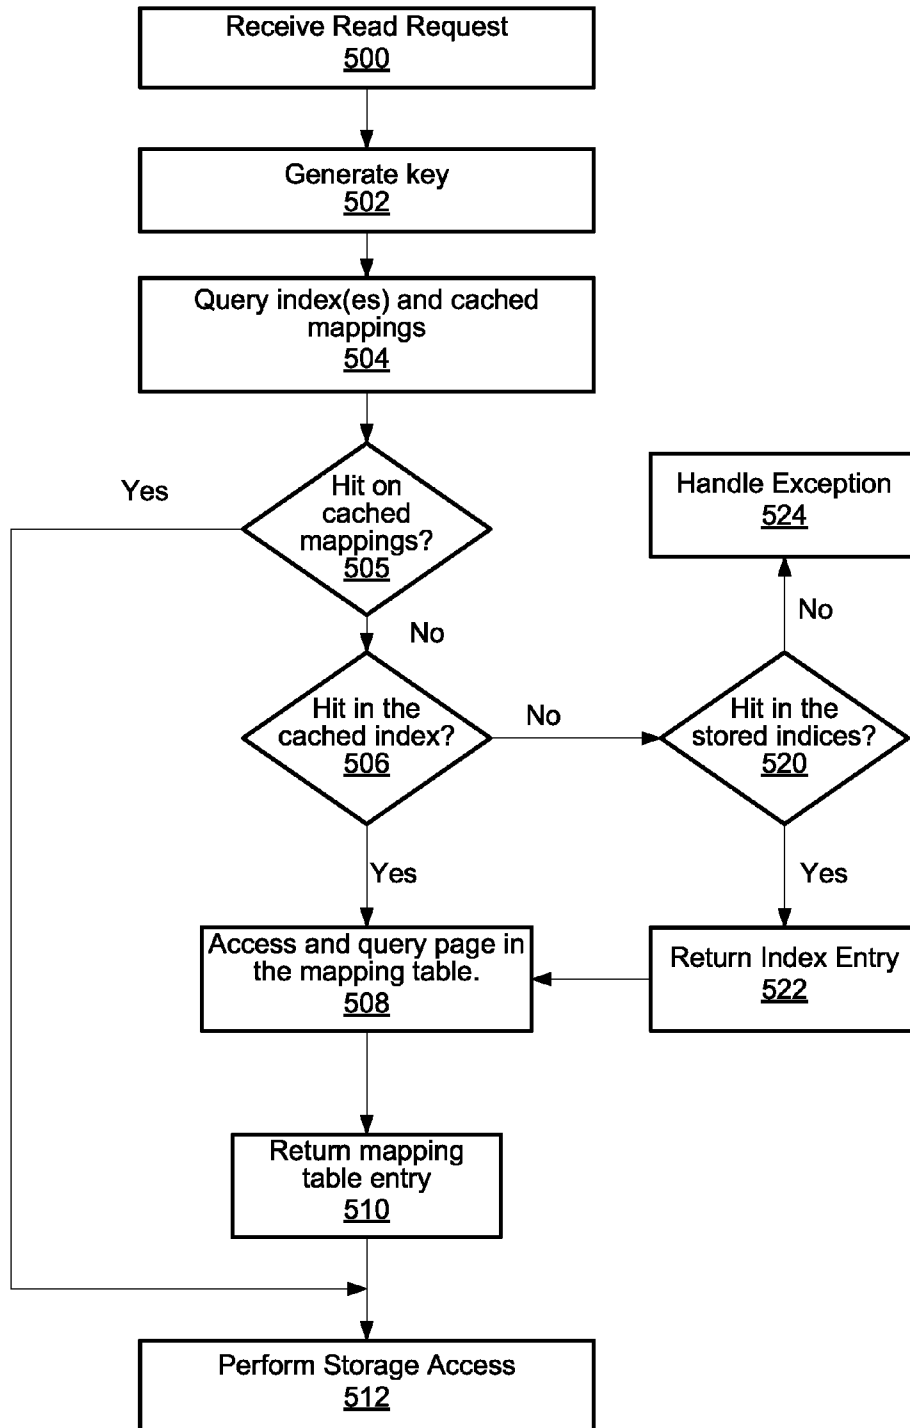 Receive Read Request
500
Generate key
502
Query index(es) and cached
mappings
504
Hit on
cached
mappings?
505
Yes
No
Handle Exception
524
No
Hit in the
cached index?
506
No
Hit in the
stored indices?
520
Yes
Yes
Access and query page in
the mapping table.
508
Return Index Entry
522
Return mapping
table entry
510
Perform Storage Access
512